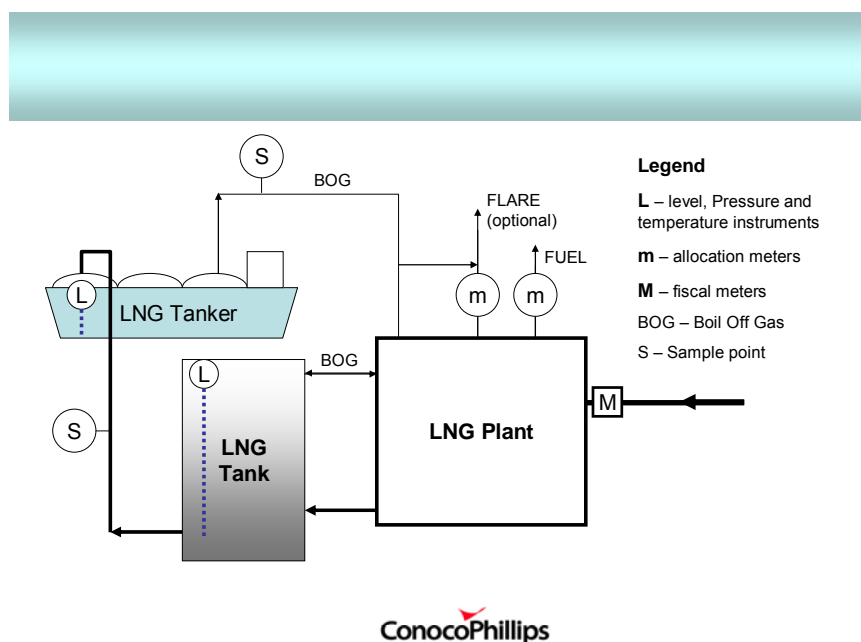 S
BOG
FLARE
(optional)
FUEL
m
m
L
LNG Tanker
BOG
L
S
LNG
Tank
LNG Plant
M
Legend
L – level, Pressure and
temperature instruments
m – allocation meters
M – fiscal meters
BOG – Boil Off Gas
S – Sample point
ConocoPhillips